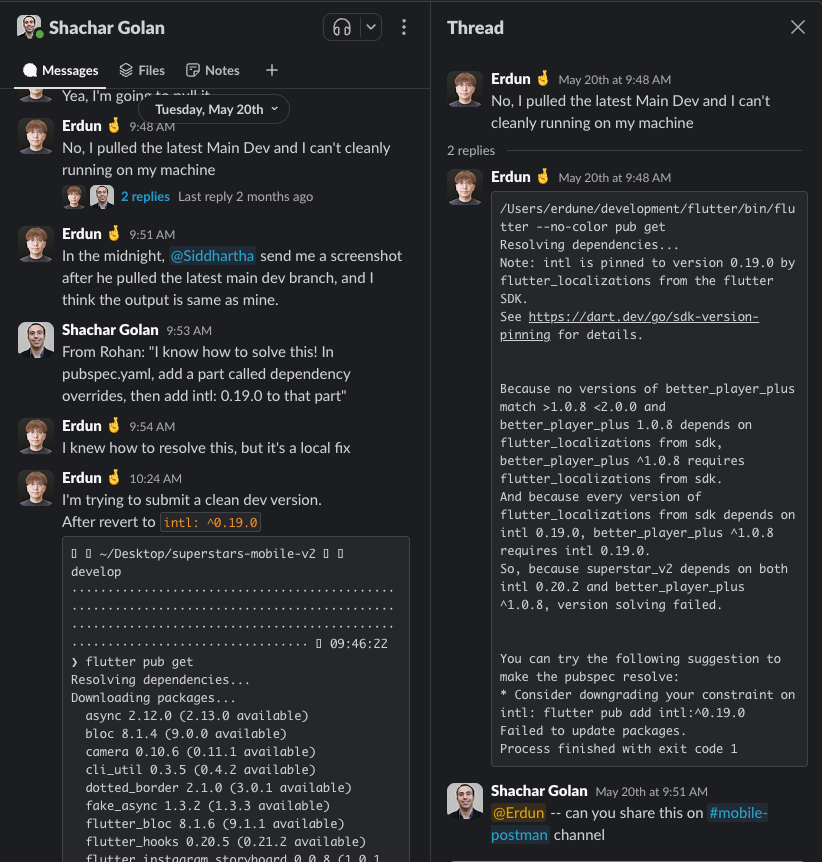 Shachar Golan
Messages
Files
Notes
Yea, I'm going to pull it
Tuesday, May 20th
Erdun 🤞 9:48 AM
No, I pulled the latest Main Dev and I can't cleanly
running on my machine
2 replies Last reply 2 months ago
Erdun 🤞 9:51 AM
In the midnight, @Siddhartha send me a screenshot
after he pulled the latest main dev branch, and I
think the output is same as mine.
Shachar Golan 9:53 AM
From Rohan: "I know how to solve this! In
pubspec.yaml, add a part called dependency
overrides, then add intl: 0.19.0 to that part"
Erdun 🤞 9:54 AM
I knew how to resolve this, but it's a local fix
Erdun 🤞 10:24 AM
I'm trying to submit a clean dev version.
After revert to intl: ^0.19.0
~/Desktop/superstars-mobile-v2
develop
·············································
·············································
·············································
································· 09:46:22
❯ flutter pub get
Resolving dependencies...
Downloading packages...
async 2.12.0 (2.13.0 available)
bloc 8.1.4 (9.0.0 available)
camera 0.10.6 (0.11.1 available)
cli_util 0.3.5 (0.4.2 available)
dotted_border 2.1.0 (3.0.1 available)
fake_async 1.3.2 (1.3.3 available)
flutter_bloc 8.1.6 (9.1.1 available)
flutter_hooks 0.20.5 (0.21.2 available)
flutter_instagram_storyboard 0.0.8 (1.0.1
Thread
Erdun 🤞 May 20th at 9:48 AM
No, I pulled the latest Main Dev and I can't
cleanly running on my machine
2 replies
Erdun 🤞 May 20th at 9:48 AM
/Users/erdune/development/flutter/bin/flu
tter --no-color pub get
Resolving dependencies...
Note: intl is pinned to version 0.19.0 by
flutter_localizations from the flutter
SDK.
See https://dart.dev/go/sdk-version-
pinning for details.
Because no versions of better_player_plus
match >1.0.8 <2.0.0 and
better_player_plus 1.0.8 depends on
flutter_localizations from sdk,
better_player_plus ^1.0.8 requires
flutter_localizations from sdk.
And because every version of
flutter_localizations from sdk depends on
intl 0.19.0, better_player_plus ^1.0.8
requires intl 0.19.0.
So, because superstar_v2 depends on both
intl 0.20.2 and better_player_plus
^1.0.8, version solving failed.
You can try the following suggestion to
make the pubspec resolve:
* Consider downgrading your constraint on
intl: flutter pub add intl:^0.19.0
Failed to update packages.
Process finished with exit code 1
Shachar Golan May 20th at 9:51 AM
@Erdun -- can you share this on #mobile-
postman channel